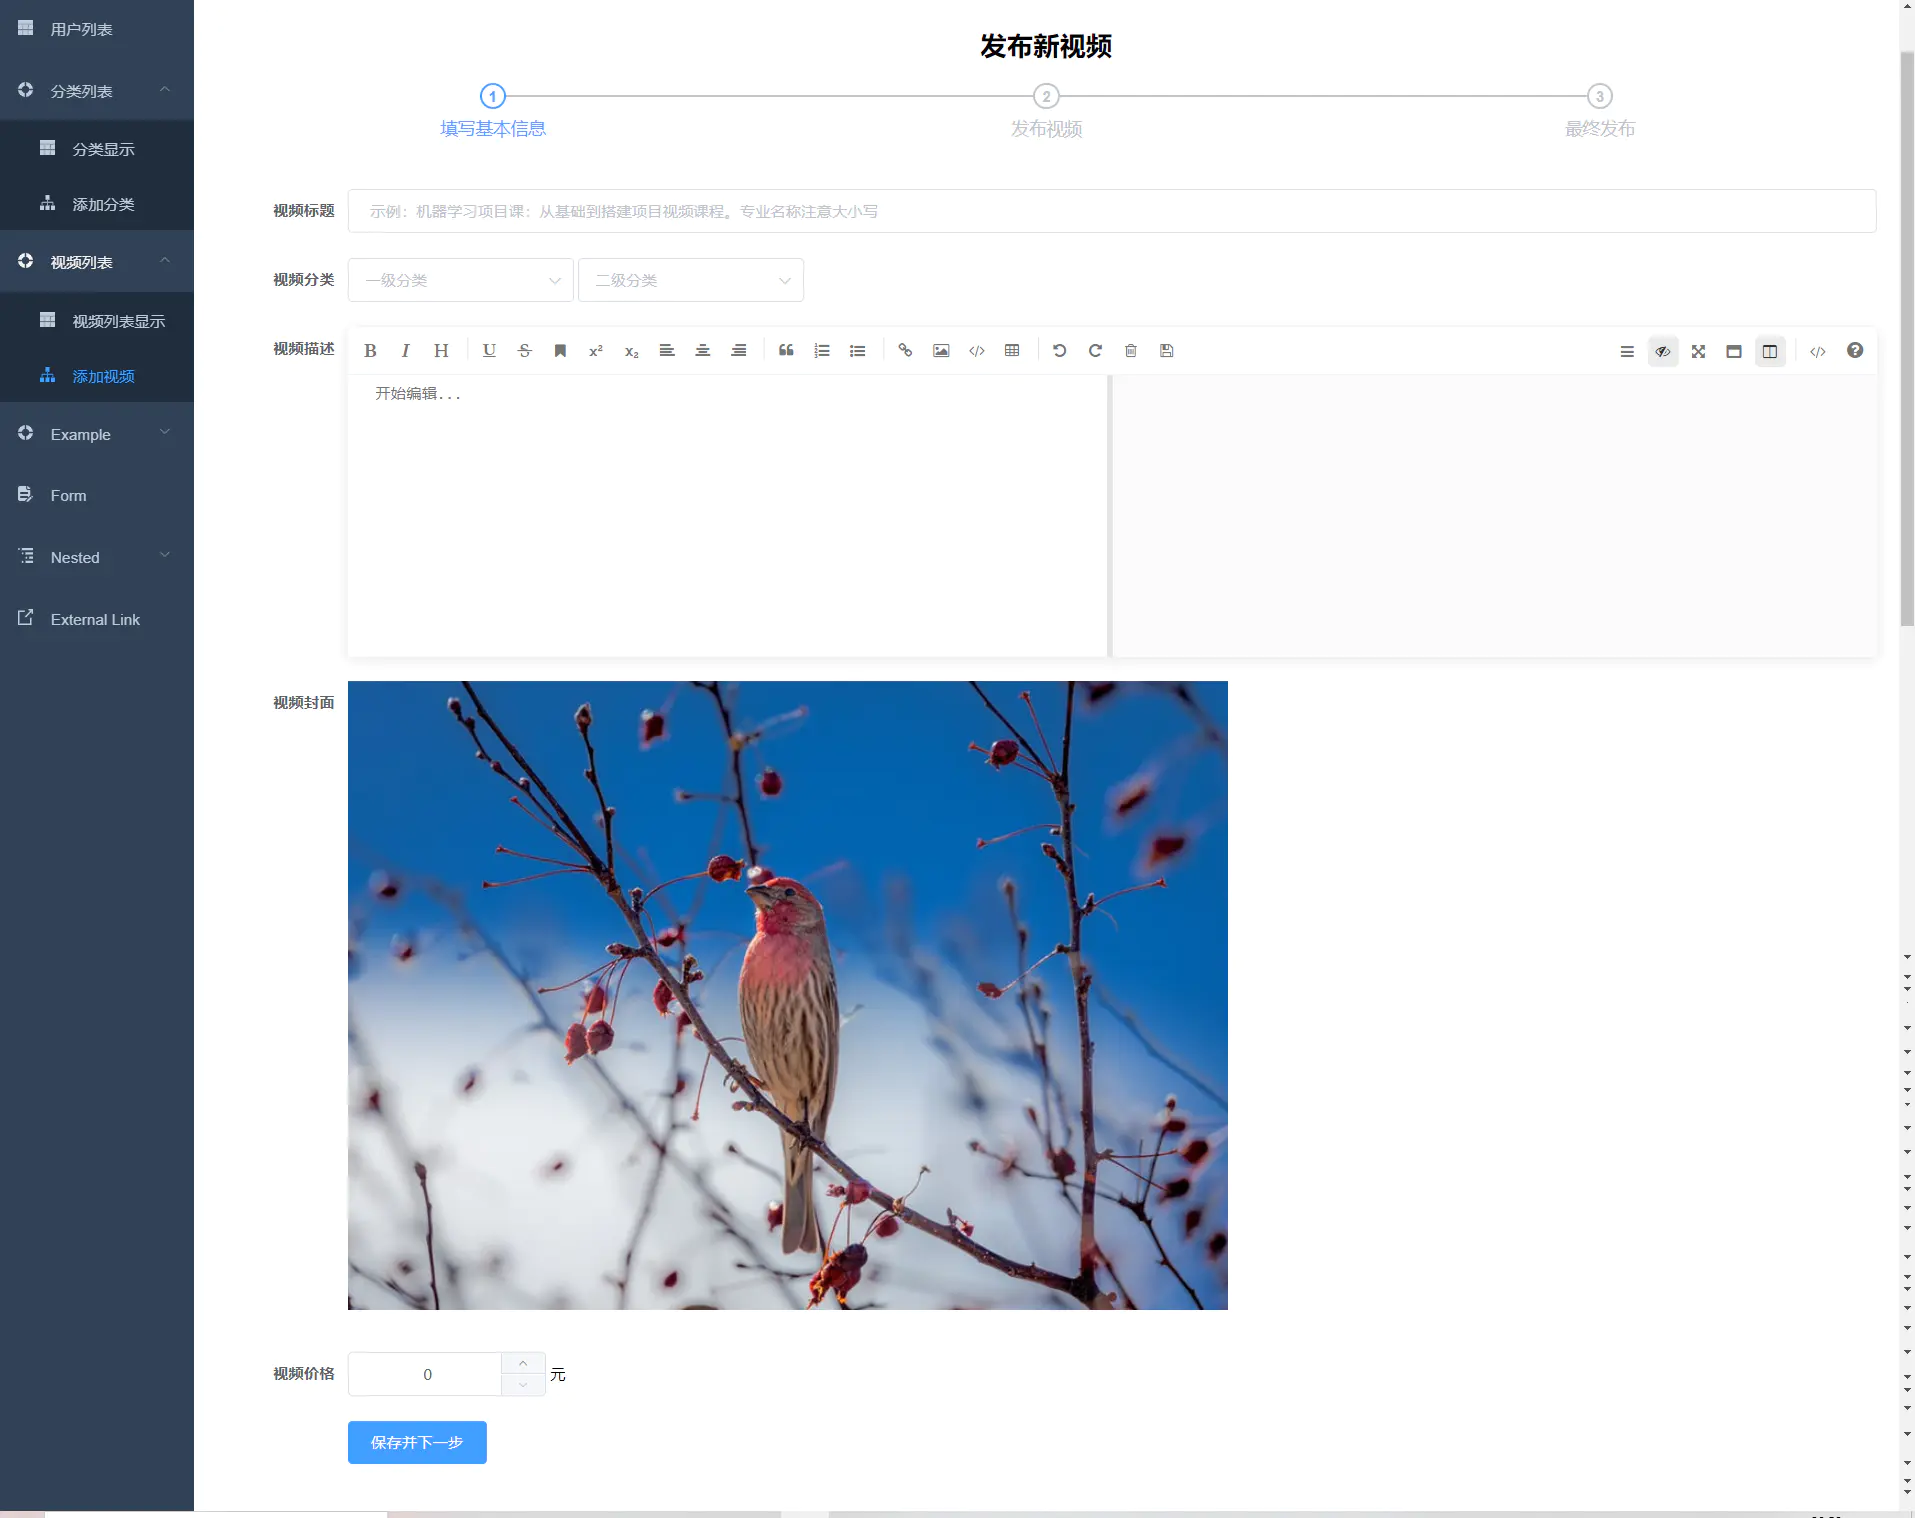 用户列表
分类列表
分类显示
添加分类
视频列表
视频列表显示
添加视频
Example
Form
Nested
External Link
发布新视频
1
2
3
填写基本信息
发布视频
最终发布
视频标题
示例：机器学习项目课：从基础到搭建项目视频课程。专业名称注意大小写
视频分类
一级分类
二级分类
视频描述
开始编辑...
视频封面
视频价格
0
元
保存并下一步